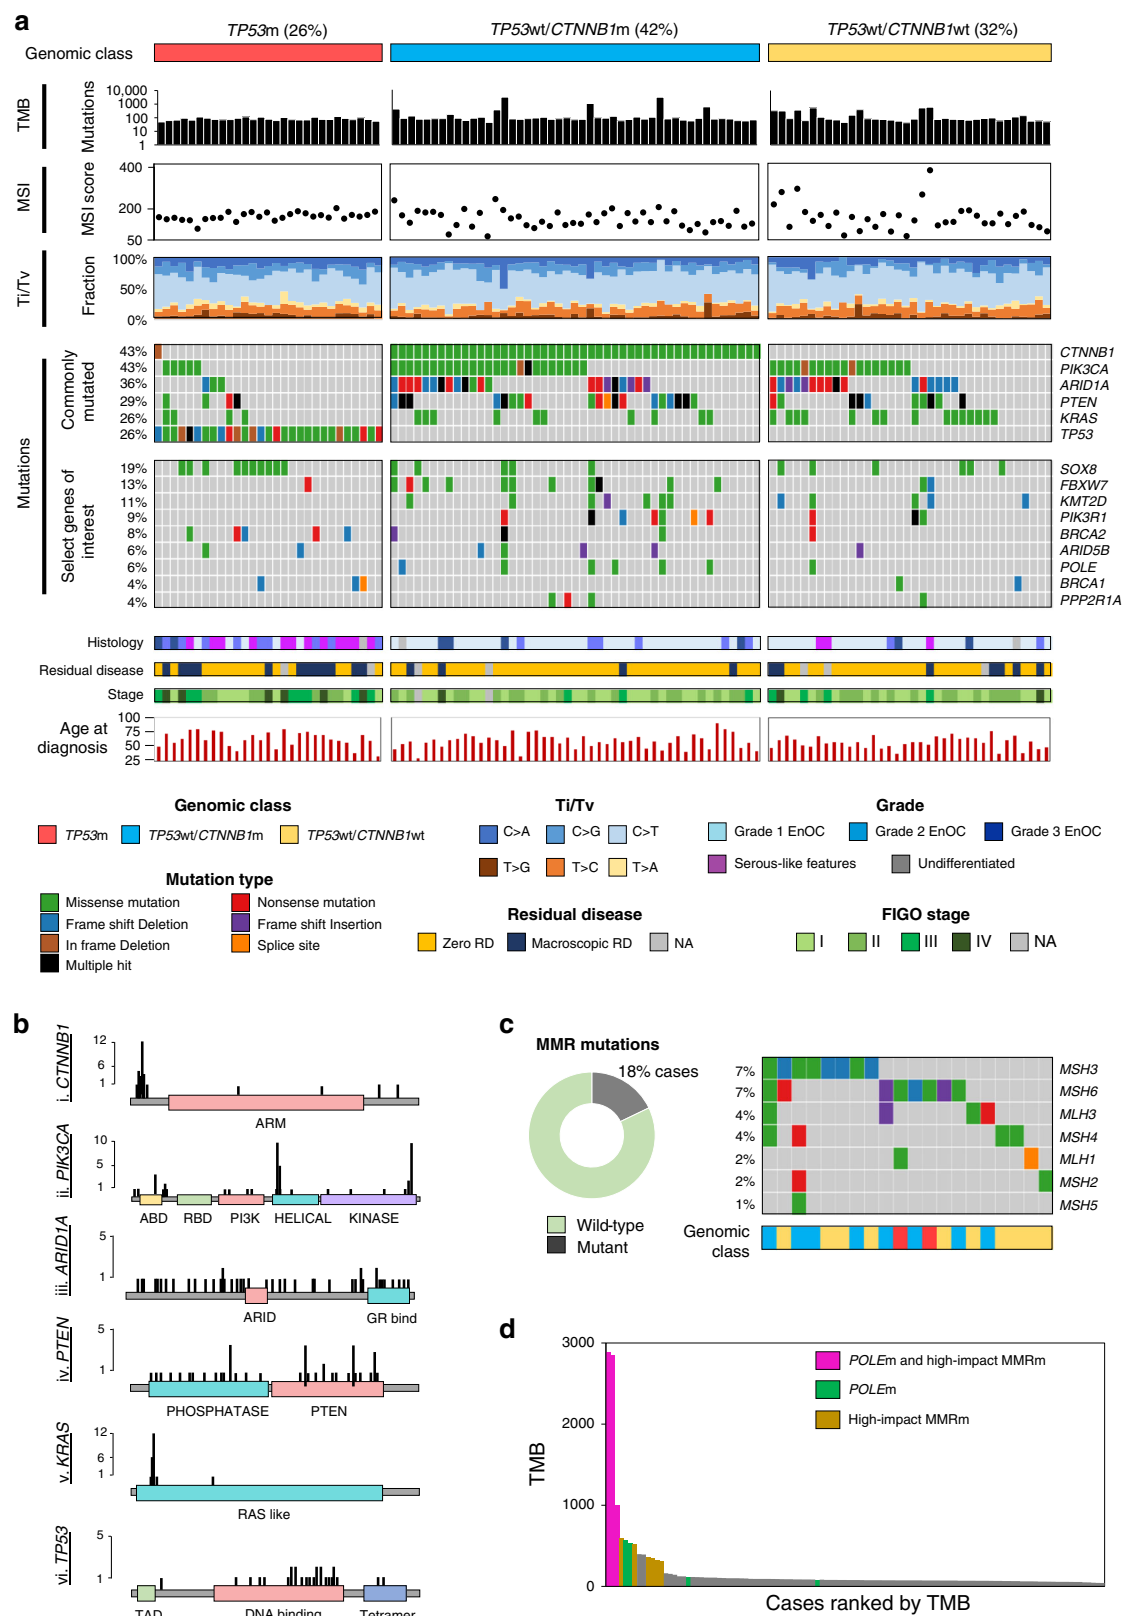 a
TP53m (26%)
TP53wt/CTNNB1m (42%)
TP53wt/CTNNB1wt (32%)
Genomic class
TMB
Mutations
10,000
1000
100
10
1
MSI
MSI score
400
200
50
Ti/Tv
Fraction
100%
50%
0%
Mutations
Commonly mutated
43% CTNNB1
43% PIK3CA
36% ARID1A
29% PTEN
26% KRAS
26% TP53
Select genes of interest
19% SOX8
13% FBXW7
11% KMT2D
9% PIK3R1
8% BRCA2
6% ARID5B
6% POLE
4% BRCA1
4% PPP2R1A
Histology
Residual disease
Stage
Age at diagnosis
100
75
50
25
Genomic class
TP53m
TP53wt/CTNNB1m
TP53wt/CTNNB1wt
Ti/Tv
C>A
C>G
C>T
T>G
T>C
T>A
Grade
Grade 1 EnOC
Grade 2 EnOC
Grade 3 EnOC
Serous-like features
Undifferentiated
Mutation type
Missense mutation
Nonsense mutation
Frame shift Deletion
Frame shift Insertion
In frame Deletion
Splice site
Multiple hit
Residual disease
Zero RD
Macroscopic RD
NA
FIGO stage
I
II
III
IV
NA
b
i. CTNNB1
12
6
1
ARM
ii. PIK3CA
10
5
1
ABD
RBD
PI3K
HELICAL
KINASE
iii. ARID1A
5
1
ARID
GR bind
iv. PTEN
5
1
PHOSPHATASE
PTEN
v. KRAS
12
6
1
RAS like
vi. TP53
5
1
TAD
DNA binding
Tetramer
c
MMR mutations
18% cases
Wild-type
Mutant
7% MSH3
7% MSH6
4% MLH3
4% MSH4
2% MLH1
2% MSH2
1% MSH5
Genomic class
d
TMB
3000
2000
1000
0
POLEm and high-impact MMRm
POLEm
High-impact MMRm
Cases ranked by TMB